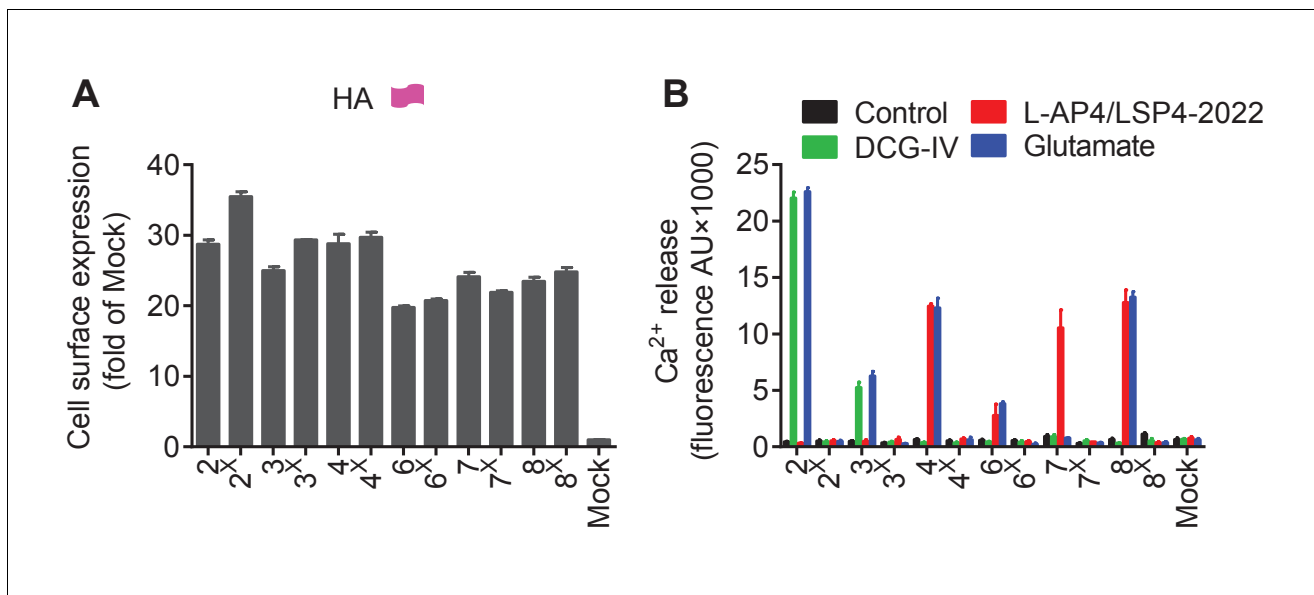 A
HA
Cell surface expression
(fold of Mock)
40
30
20
10
0
2
2X
3
3X
4
4X
6
6X
7
7X
8
8X
Mock
B
Control
L-AP4/LSP4-2022
DCG-IV
Glutamate
Ca2+ release
(fluorescence AU×1000)
25
20
15
10
5
0
2
2X
3
3X
4
4X
6
6X
7
7X
8
8X
Mock